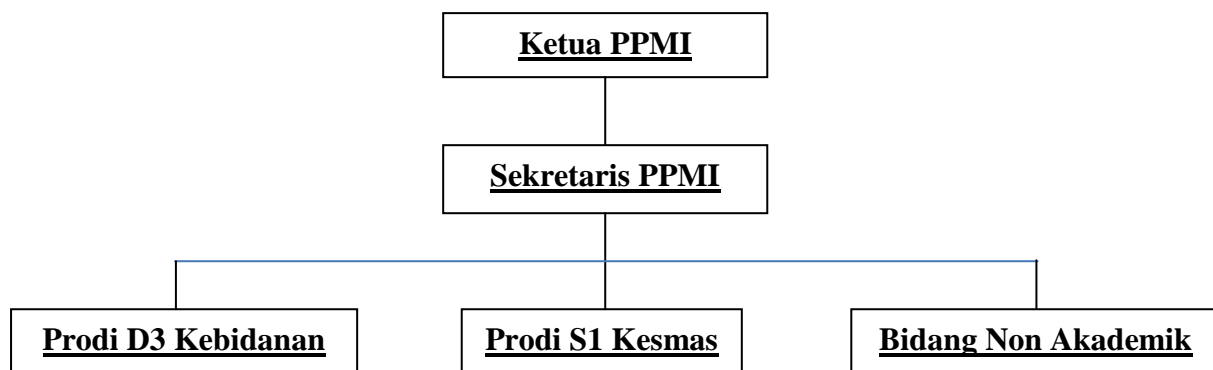 Ketua PPMI
Sekretaris PPMI
Prodi D3 Kebidanan
Prodi S1 Kesmas
Bidang Non Akademik